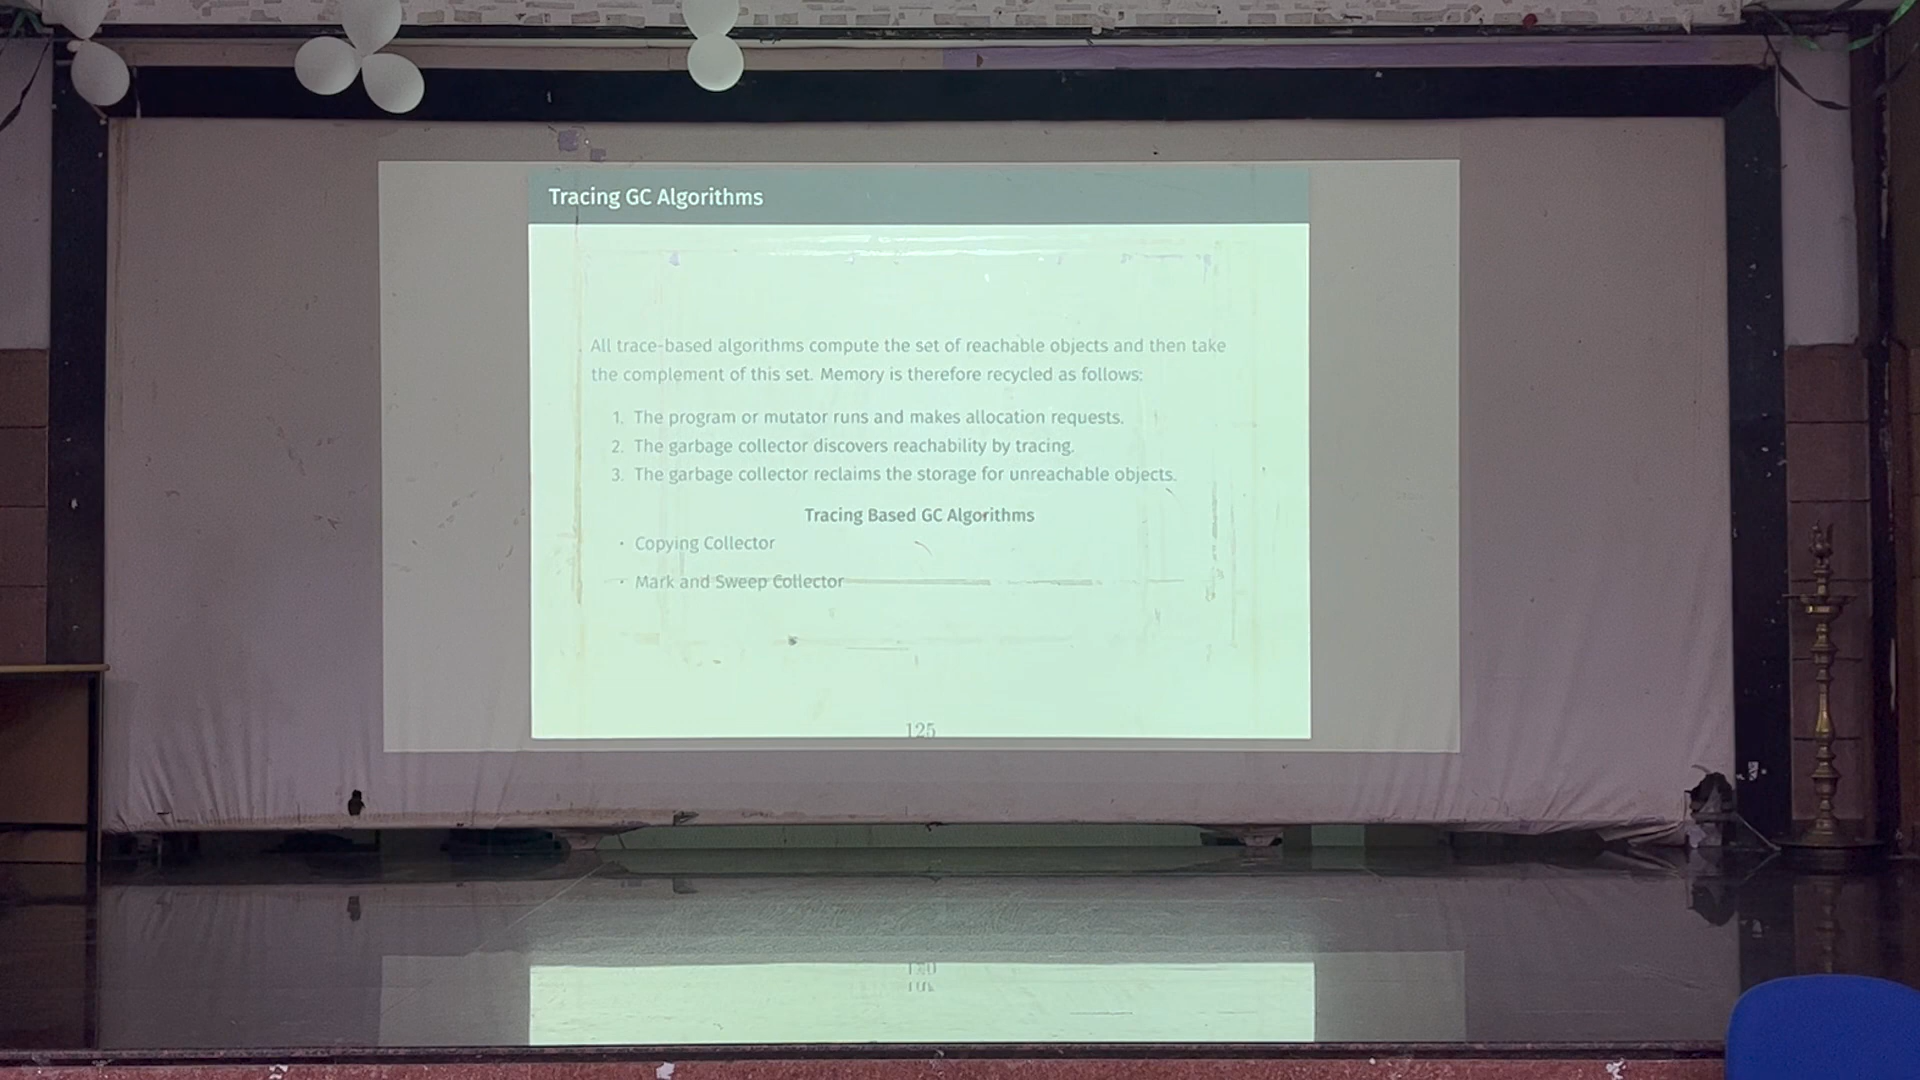 Tracing GC Algorithms
All trace-based algorithms compute the set of reachable objects and then take
the complement of this set. Memory is therefore recycled as follows:
1. The program or mutator runs and makes allocation requests.
2. The garbage collector discovers reachability by tracing.
3. The garbage collector reclaims the storage for unreachable objects.
Tracing Based GC Algorithms
· Copying Collector
· Mark and Sweep Collector
125